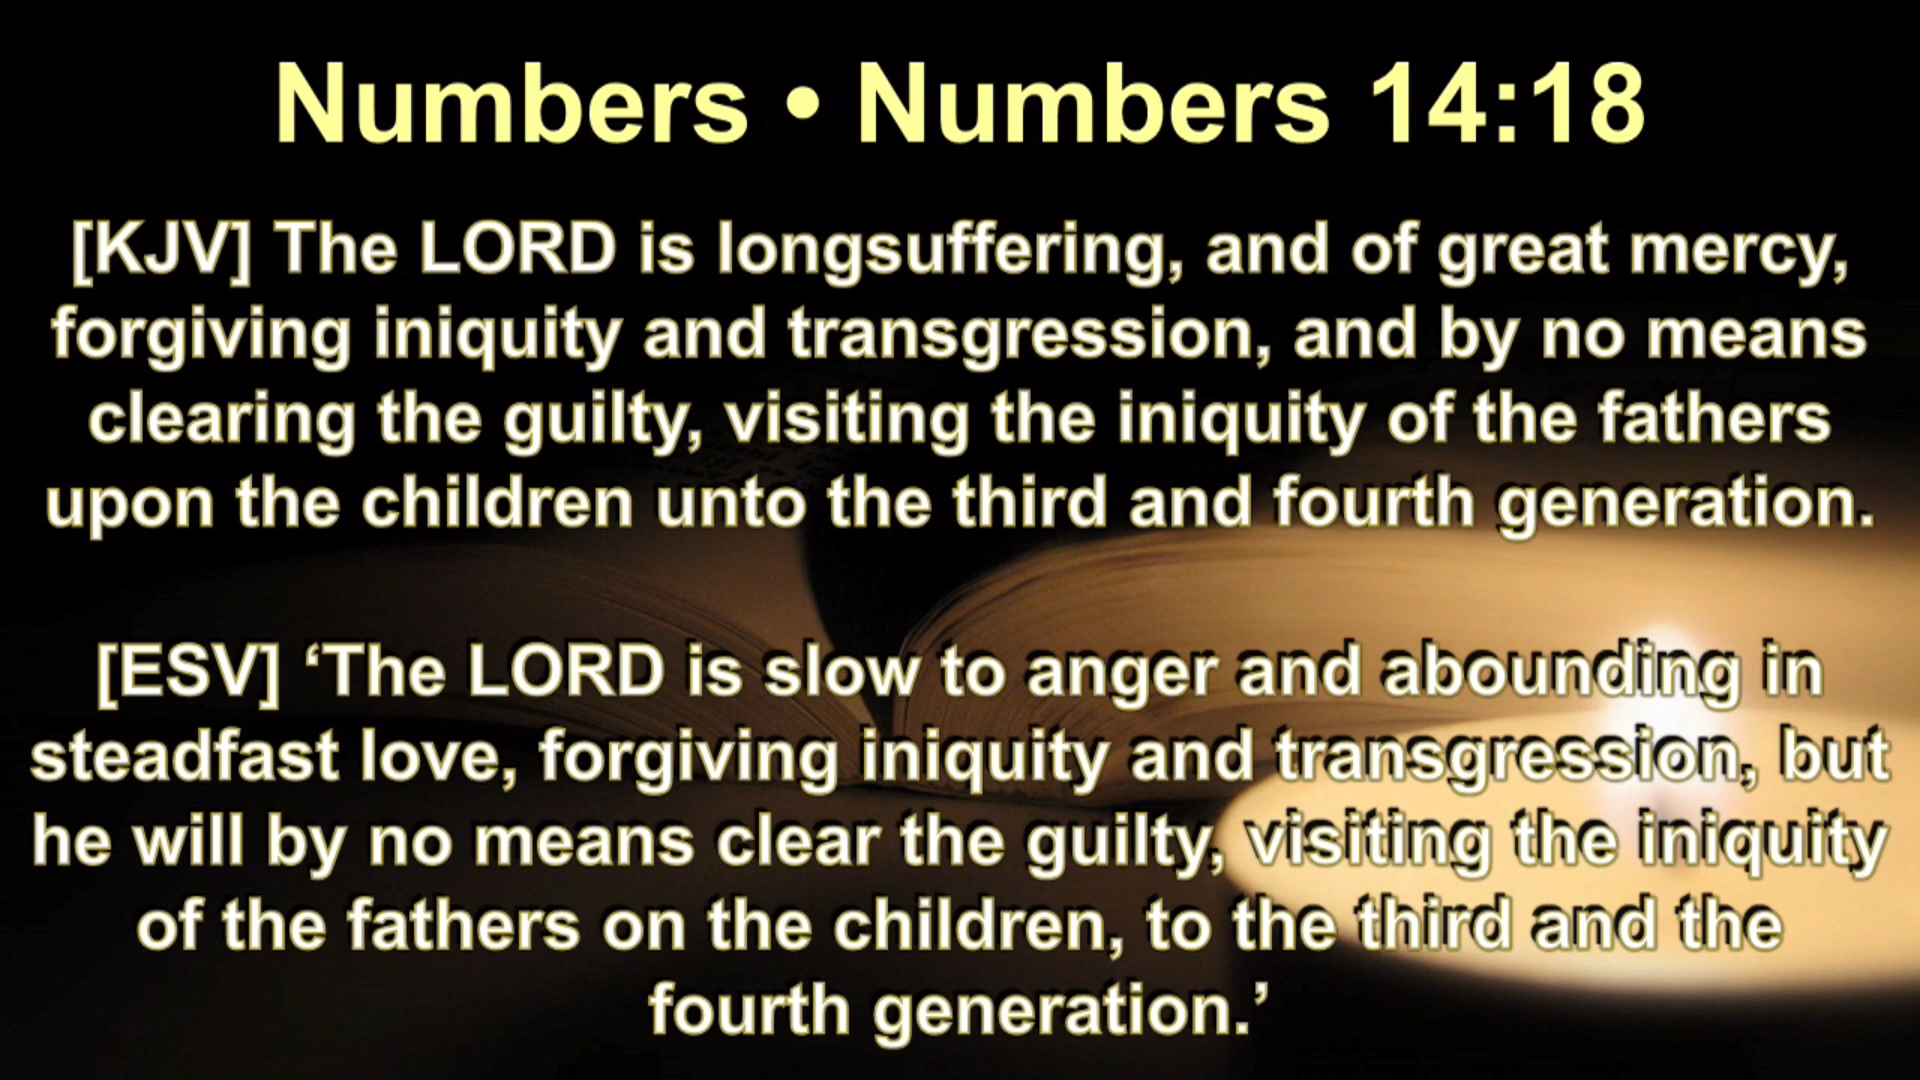 Numbers • Numbers 14:18
[KJV] The LORD is longsuffering, and of great mercy,
forgiving iniquity and transgression, and by no means
clearing the guilty, visiting the iniquity of the fathers
upon the children unto the third and fourth generation.
[ESV] ‘The LORD is slow to anger and abounding in
steadfast love, forgiving iniquity and transgression, but
he will by no means clear the guilty, visiting the iniquity
of the fathers on the children, to the third and the
fourth generation.’